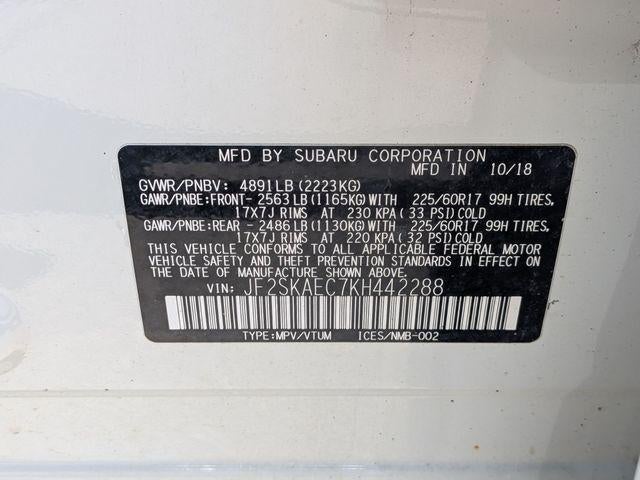 MFD BY SUBARU CORPORATION
MFD IN 10/18
GVWR/PNBV: 4891LB(2223KG)
GAWR/PNBE:FRONT- 2563LB(1165KG)WITH 225/60R17 99H TIRES,
17X7J RIMS AT 230 KPA(33 PSI)COLD
GAWR/PNBE:REAR - 2486LB(1130KG)WITH 225/60R17 99H TIRES,
17X7J RIMS AT 220 KPA(32 PSI)COLD
THIS VEHICLE CONFORMS TO ALL APPLICABLE FEDERAL MOTOR
VEHICLE SAFETY AND THEFT PREVENTION STANDARDS IN EFFECT ON
THE DATE OF MANUFACTURE SHOWN ABOVE.
VIN: JF2SKAEC7KH442288
TYPE:MPV/VTUM ICES/NMB-002